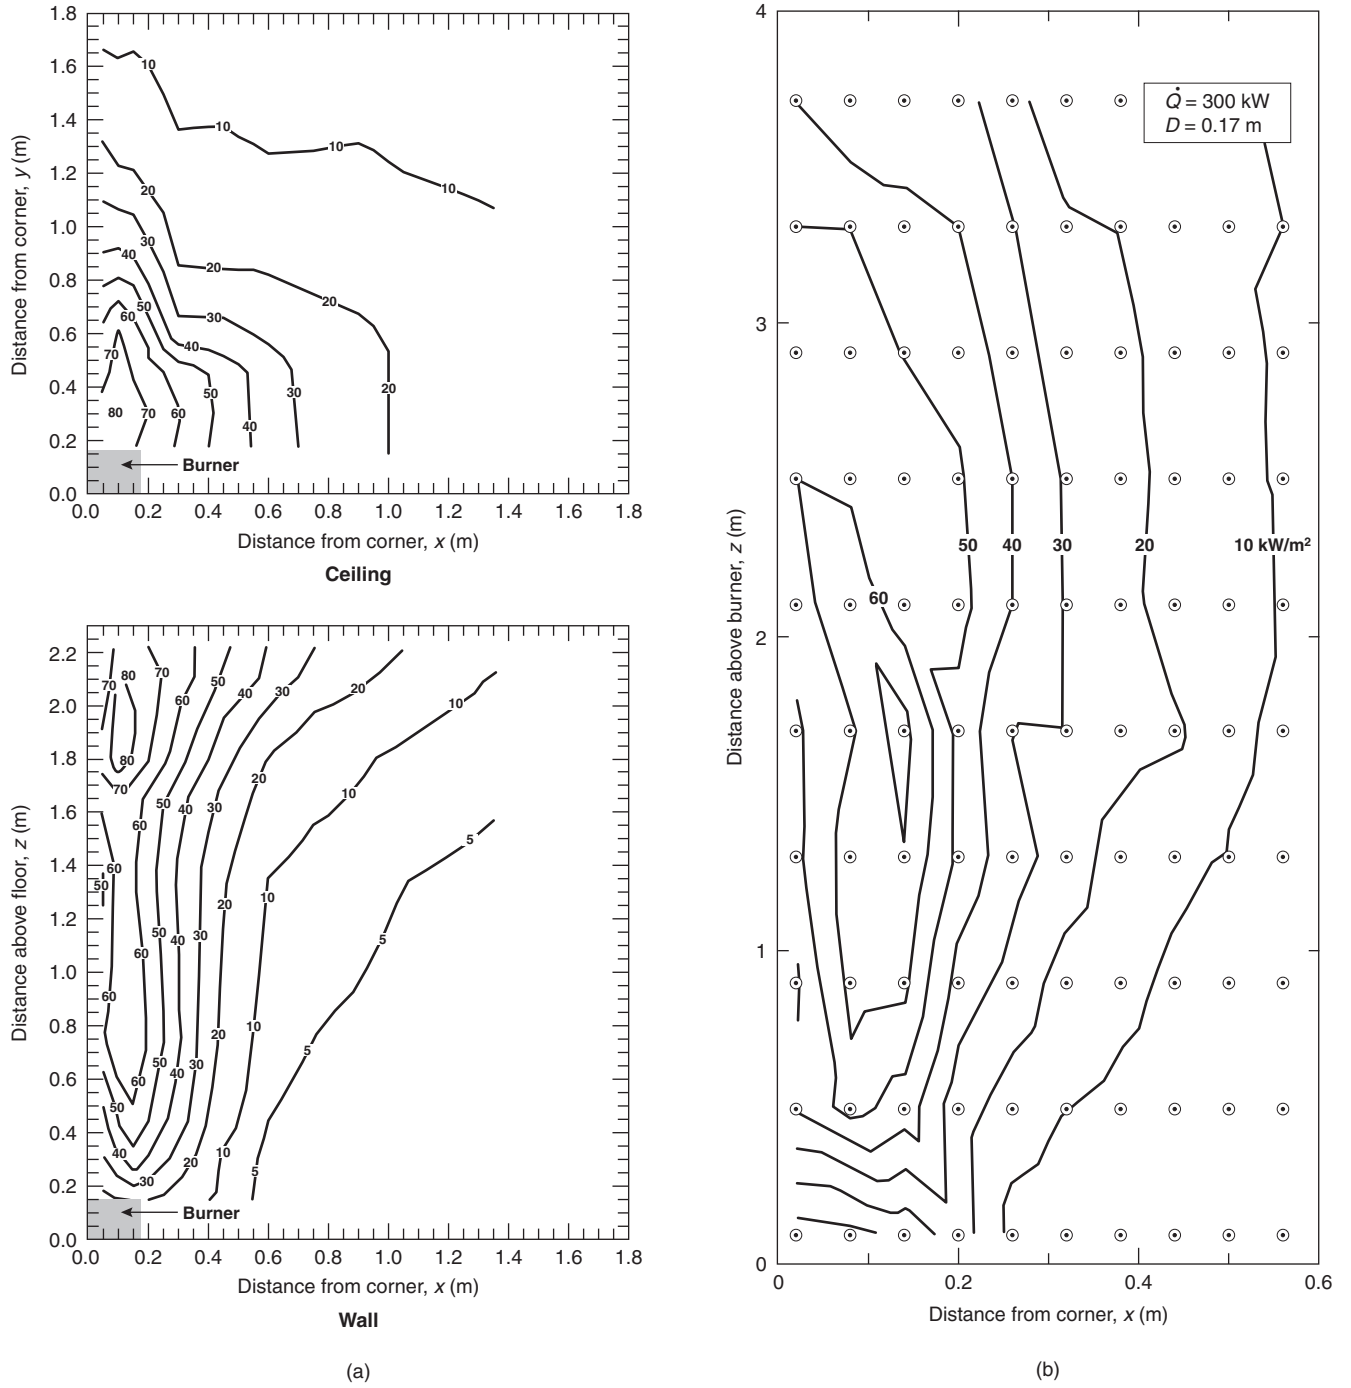 1.8
1.6
1.4
1.2
1.0
0.8
0.6
0.4
0.2
0.0
Distance from corner, y (m)
10
10
10
10
20
20
20
20
30
30
30
40
40
40
50
50
60
60
70
70
80
Burner
0.0 0.2 0.4 0.6 0.8 1.0 1.2 1.4 1.6 1.8
Distance from corner, x (m)
Ceiling
2.2
2.0
1.8
1.6
1.4
1.2
1.0
0.8
0.6
0.4
0.2
0.0
Distance above floor, z (m)
70 80 70 60 50 40 30 20 10
80
70
60 50 40 30 20 10
5
60
50
20 10
60 50 40 30 5
60
20 10
5
60 50 40 30
50
40
30
20 10
30
5
Burner
0.0 0.2 0.4 0.6 0.8 1.0 1.2 1.4 1.6 1.8
Distance from corner, x (m)
Wall
(a)
4
3
2
1
0
Distance above burner, z (m)
Q̇ = 300 kW
D = 0.17 m
50 40 30 20 10 kW/m²
60
0 0.2 0.4 0.6
Distance from corner, x (m)
(b)